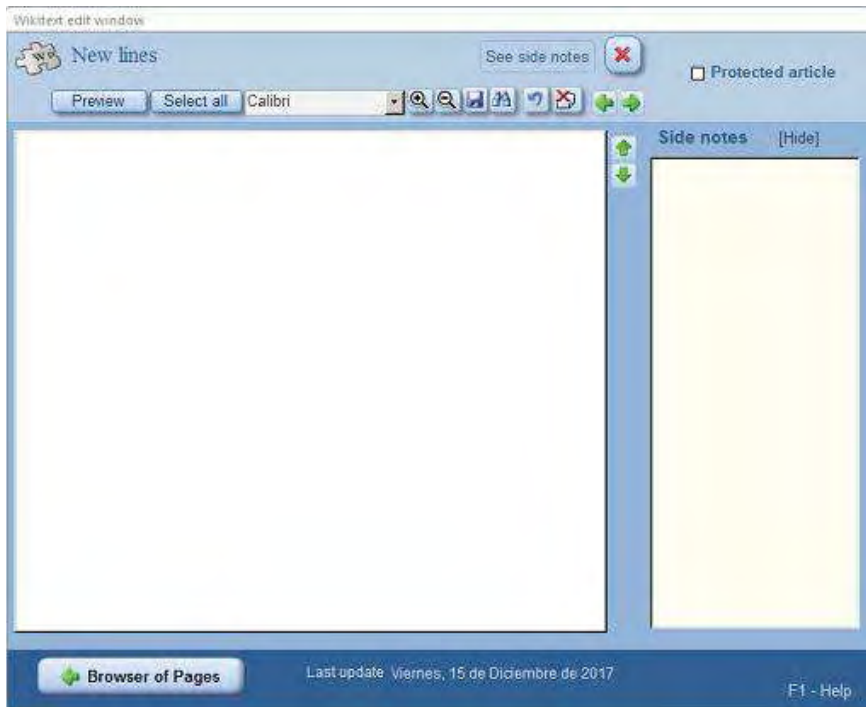 Wikitext edit window
New lines
See side notes
Protected article
Preview
Select all
Calibri
Side notes [Hide]
Browser of Pages
Last update Viernes, 15 de Diciembre de 2017
F1 - Help